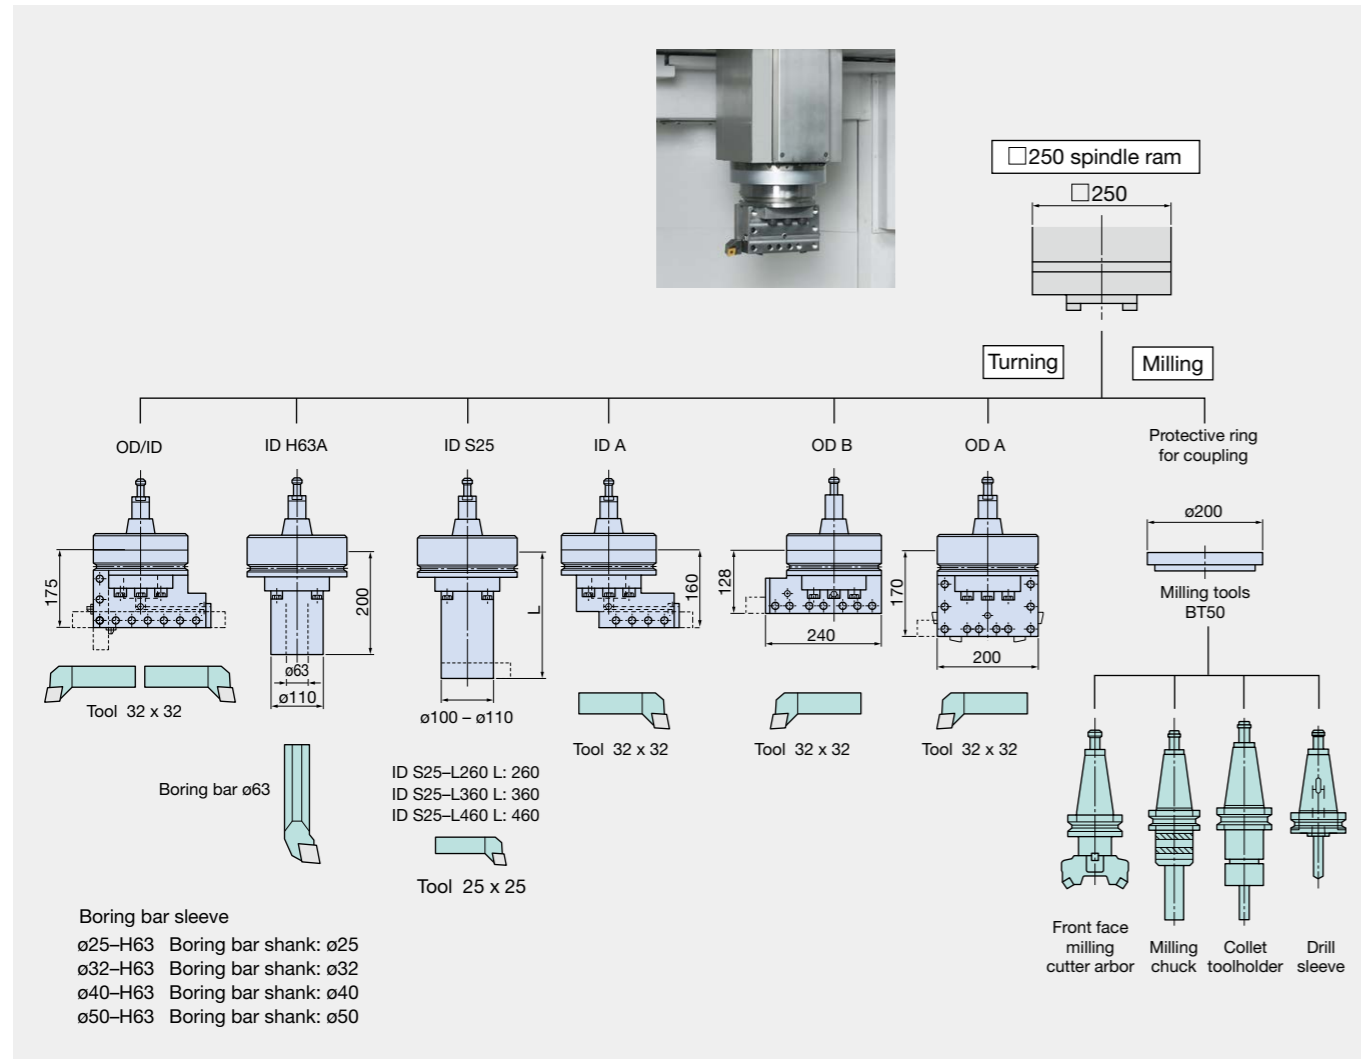 □250 spindle ram
□250
Turning
Milling
OD/ID
ID H63A
ID S25
ID A
OD B
OD A
Protective ring
for coupling
ø200
Milling tools
BT50
175
Tool 32 x 32
200
ø63
ø110
Boring bar ø63
L
ø100 – ø110
ID S25–L260 L: 260
ID S25–L360 L: 360
ID S25–L460 L: 460
Tool 25 x 25
160
Tool 32 x 32
128
240
Tool 32 x 32
170
200
Tool 32 x 32
Front face
milling
cutter arbor
Milling
chuck
Collet
toolholder
Drill
sleeve
Boring bar sleeve
ø25–H63 Boring bar shank: ø25
ø32–H63 Boring bar shank: ø32
ø40–H63 Boring bar shank: ø40
ø50–H63 Boring bar shank: ø50